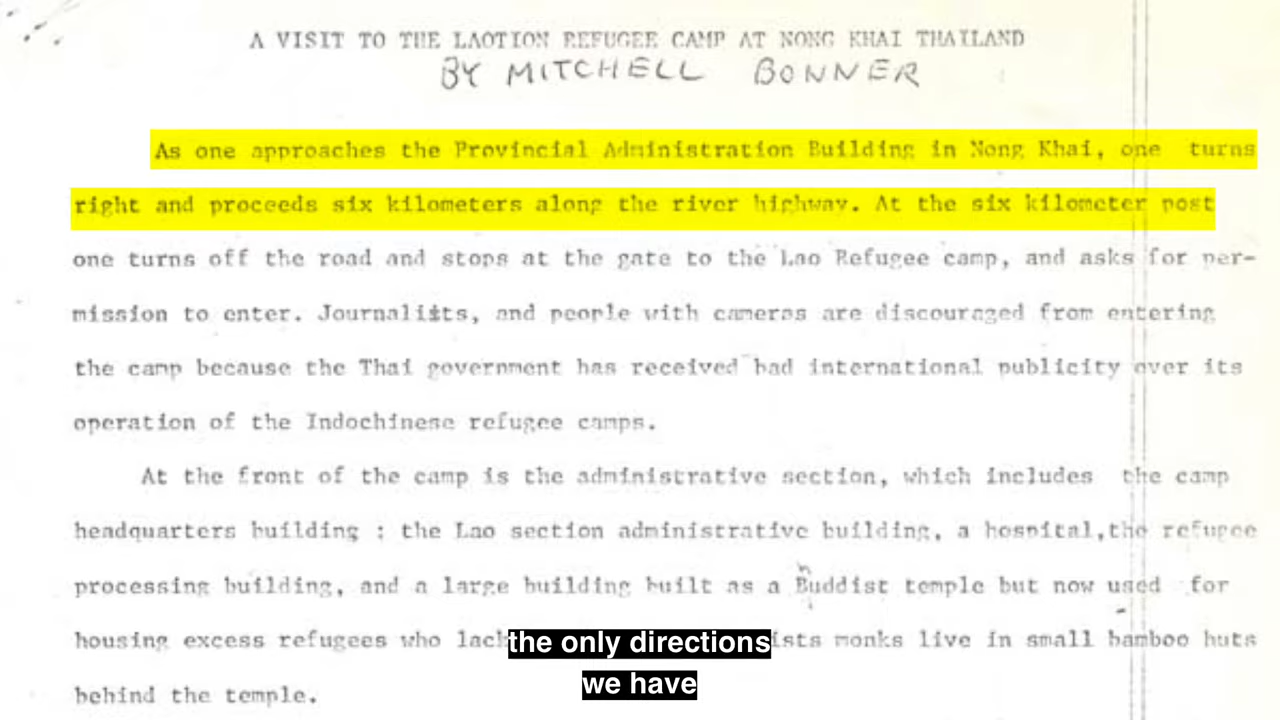 A VISIT TO THE LAOTION REFUGEE CAMP AT NONG KHAI THAILAND
BY MITCHELL BONNER
As one approaches the Provincial Administration Building in Nong Khai, one turns
right and proceeds six kilometers along the river highway. At the six kilometer post
one turns off the road and stops at the gate to the Lao Refugee camp, and asks for per-
mission to enter. Journalists, and people with cameras are discouraged from entering
the camp because the Thai government has received bad international publicity over its
operation of the Indochinese refugee camps.
At the front of the camp is the administrative section, which includes the camp
headquarters building : the Lao section administrative building, a hospital,the refugee
processing building, and a large building built as a Buddist temple but now used for
housing excess refugees who lack ists monks live in small bamboo huts
behind the temple.
the only directions
we have